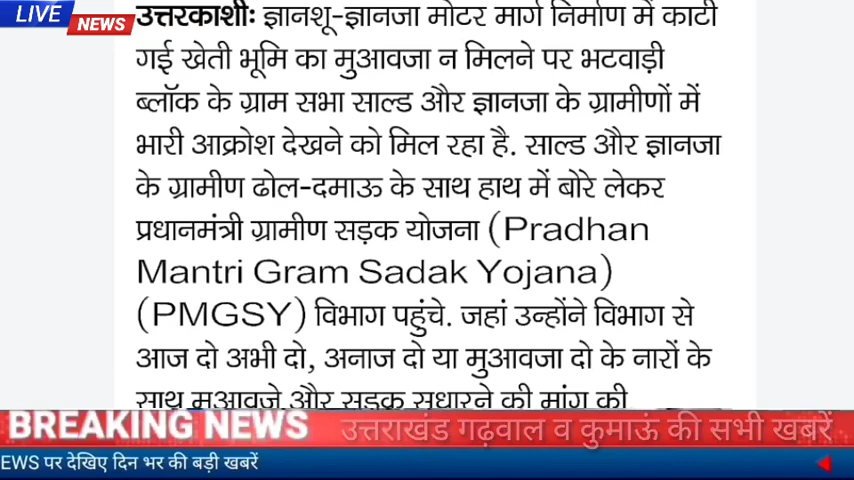 LIVE
NEWS
उत्तरकाशीः ज्ञानशू-ज्ञानजा मोटर मार्ग निर्माण में काटी
गई खेती भूमि का मुआवजा न मिलने पर भटवाड़ी
ब्लॉक के ग्राम सभा साल्ड और ज्ञानजा के ग्रामीणों में
भारी आक्रोश देखने को मिल रहा है. साल्ड और ज्ञानजा
के ग्रामीण ढोल-दमाऊ के साथ हाथ में बोरे लेकर
प्रधानमंत्री ग्रामीण सड़क योजना (Pradhan
Mantri Gram Sadak Yojana)
(PMGSY) विभाग पहुंचे. जहां उन्होंने विभाग से
आज दो अभी दो, अनाज दो या मुआवजा दो के नारों के
साथ मुआवजे और सड़क सुधारने की मांग की
BREAKING NEWS
उत्तराखंड गढ़वाल व कुमाऊं की सभी खबरें
EWS पर देखिए दिन भर की बड़ी खबरें